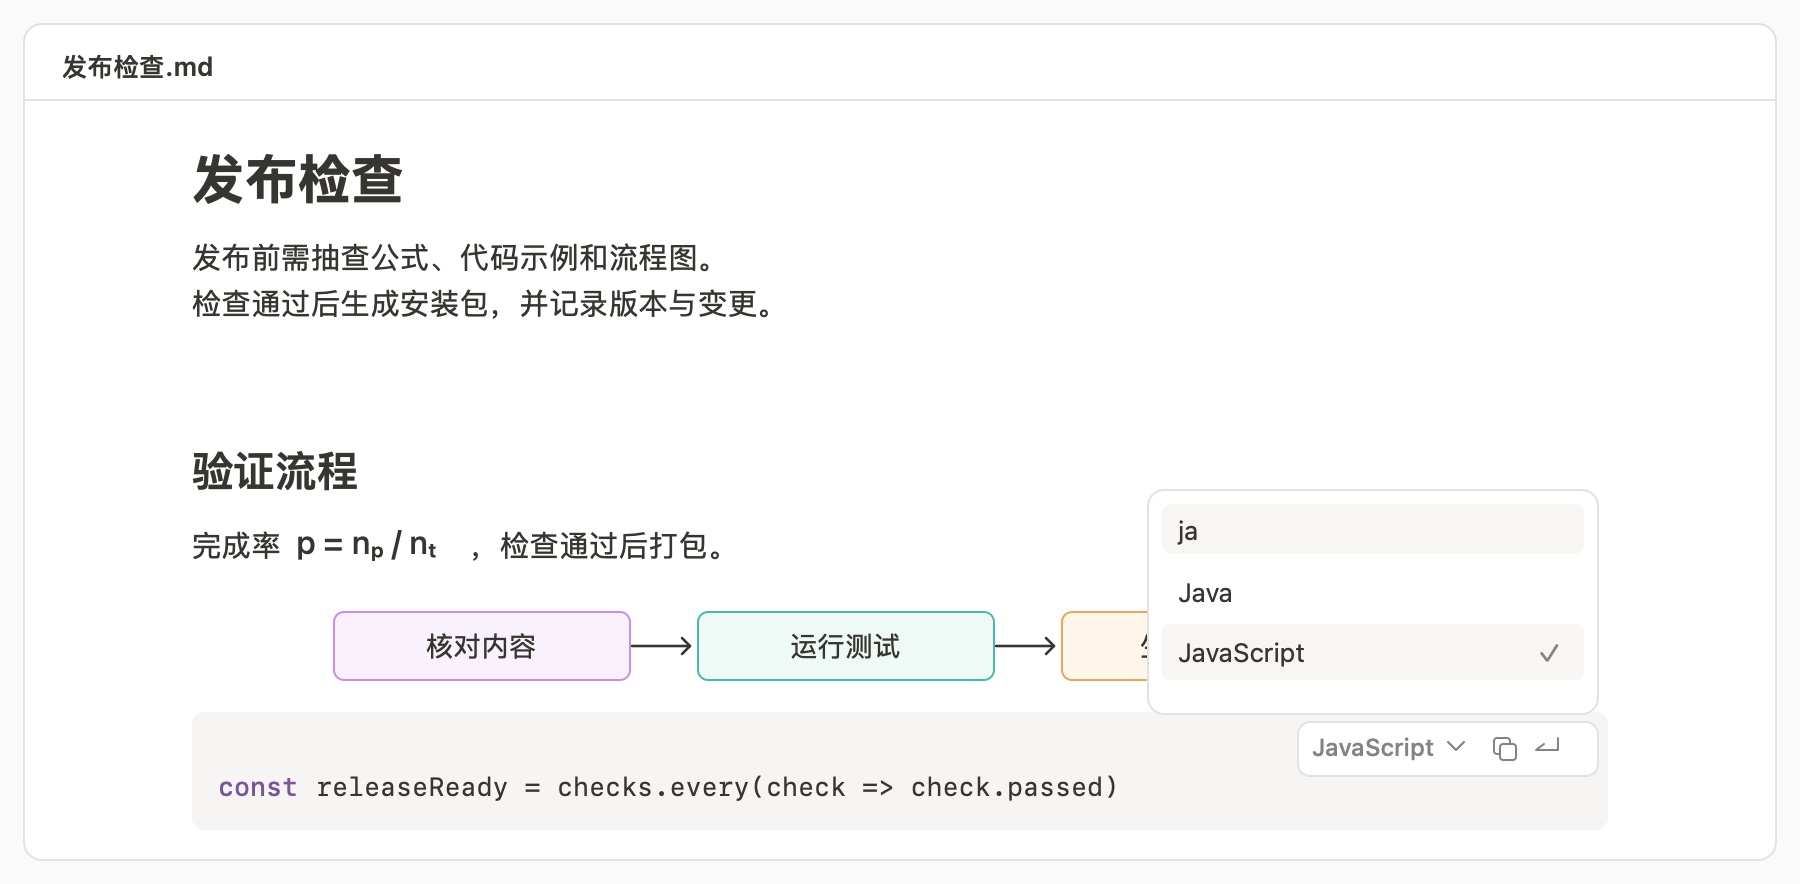 发布检查.md
发布检查
发布前需抽查公式、代码示例和流程图。
检查通过后生成安装包，并记录版本与变更。
验证流程
完成率 p = nₚ / nₜ ，检查通过后打包。
ja
Java
JavaScript
核对内容
运行测试
JavaScript
const releaseReady = checks.every(check => check.passed)